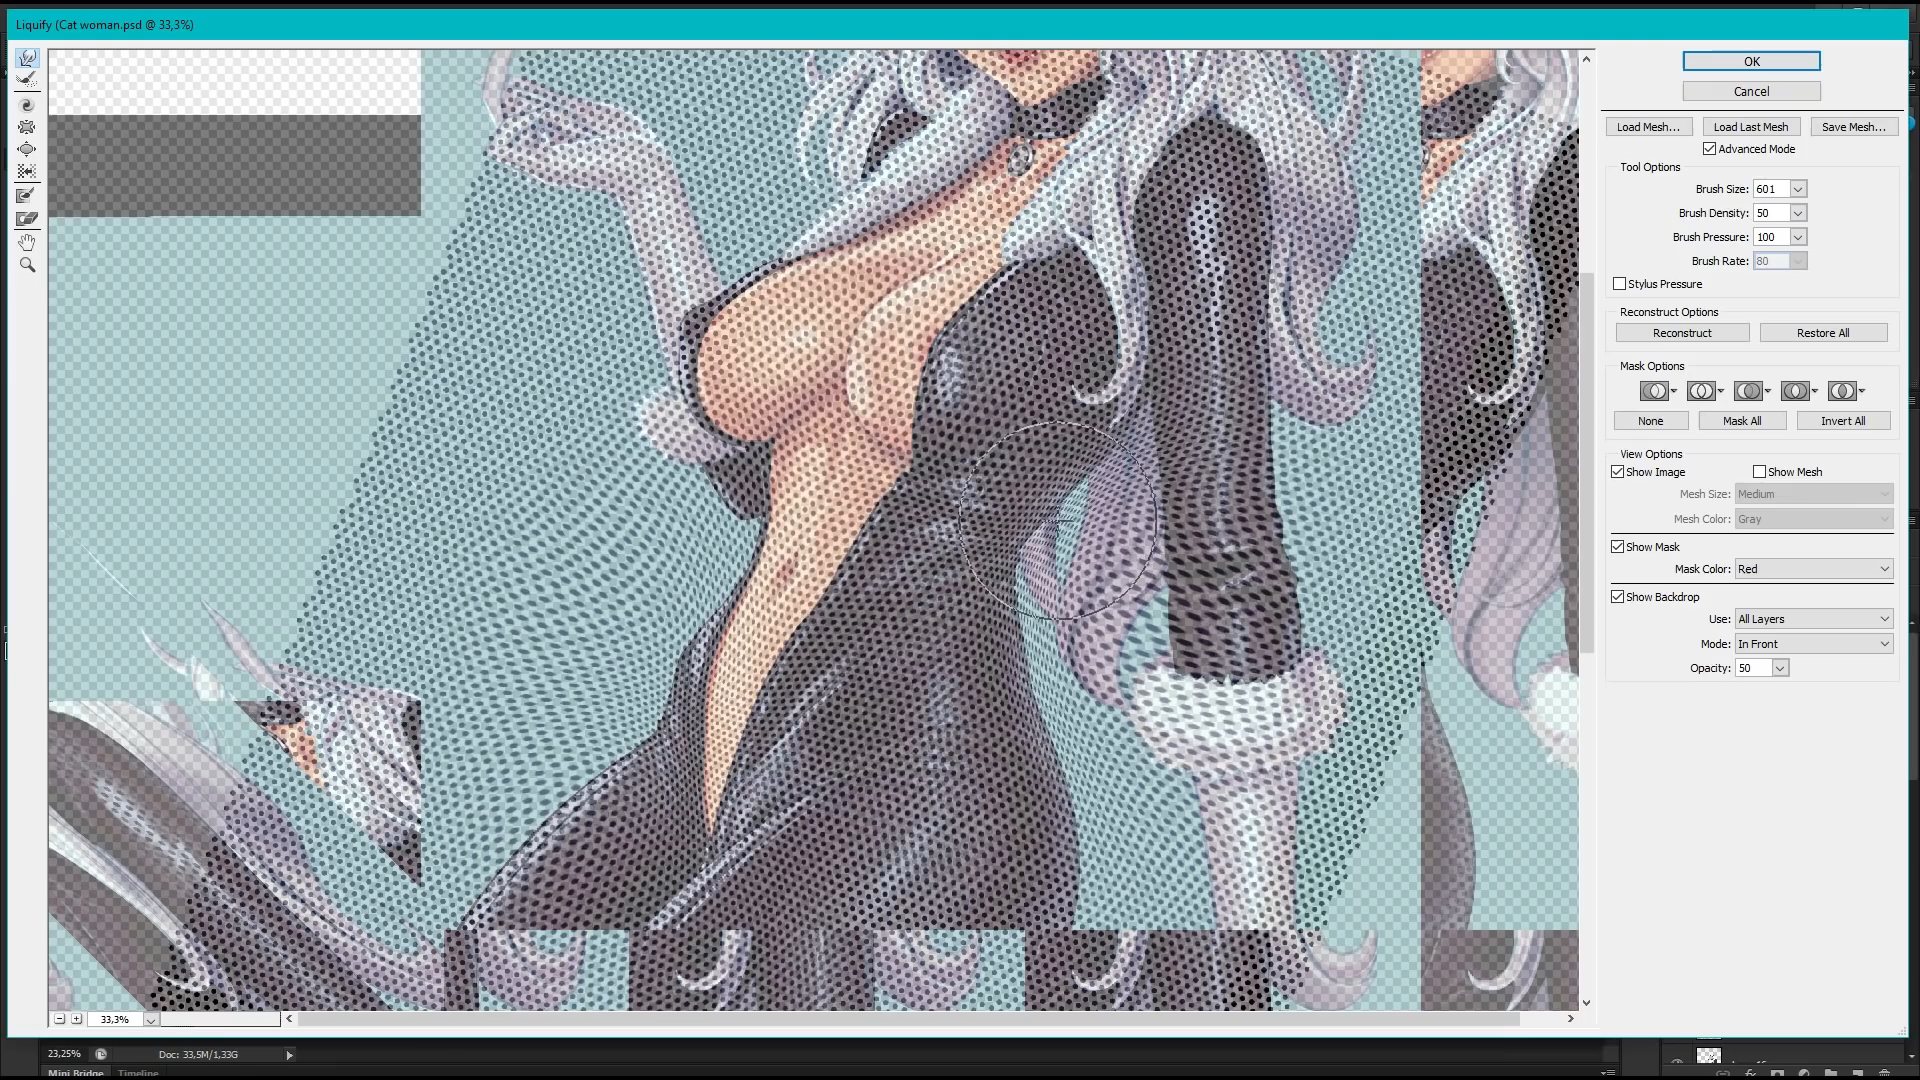 Liquify (Cat woman.psd @ 33,3%)
OK
Cancel
Load Mesh...
Load Last Mesh
Save Mesh...
Advanced Mode
Tool Options
Brush Size: 601
Brush Density: 50
Brush Pressure: 100
Brush Rate: 80
Stylus Pressure
Reconstruct Options
Reconstruct
Restore All
Mask Options
None
Mask All
Invert All
View Options
Show Image
Show Mesh
Mesh Size: Medium
Mesh Color: Gray
Show Mask
Mask Color: Red
Show Backdrop
Use: All Layers
Mode: In Front
Opacity: 50
33,3%
23,25%
Doc: 33,5M/1,33G
Mini Bridge
Timeline